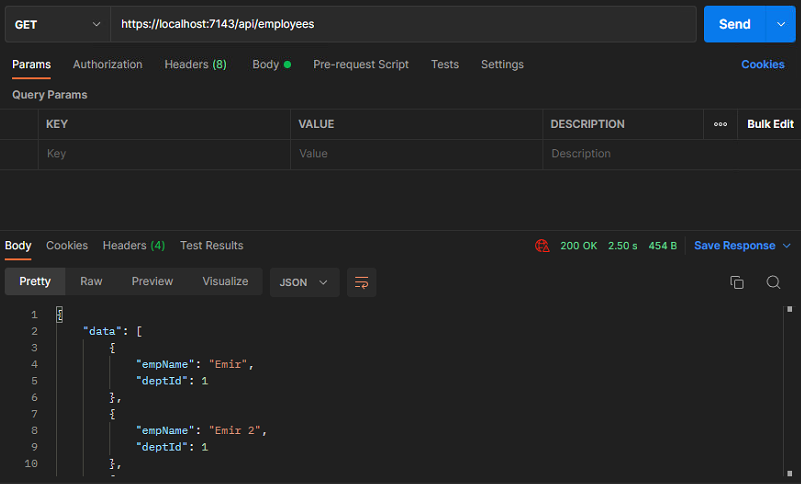 GET https://localhost:7143/api/employees Send
Params Authorization Headers (8) Body Pre-request Script Tests Settings Cookies
Query Params
KEY VALUE DESCRIPTION ooo Bulk Edit
Key Value Description
Body Cookies Headers (4) Test Results 200 OK 2.50 s 454 B Save Response
Pretty Raw Preview Visualize JSON
1 {
2 "data": [
3 {
4 "empName": "Emir",
5 "deptId": 1
6 },
7 {
8 "empName": "Emir 2",
9 "deptId": 1
10 },